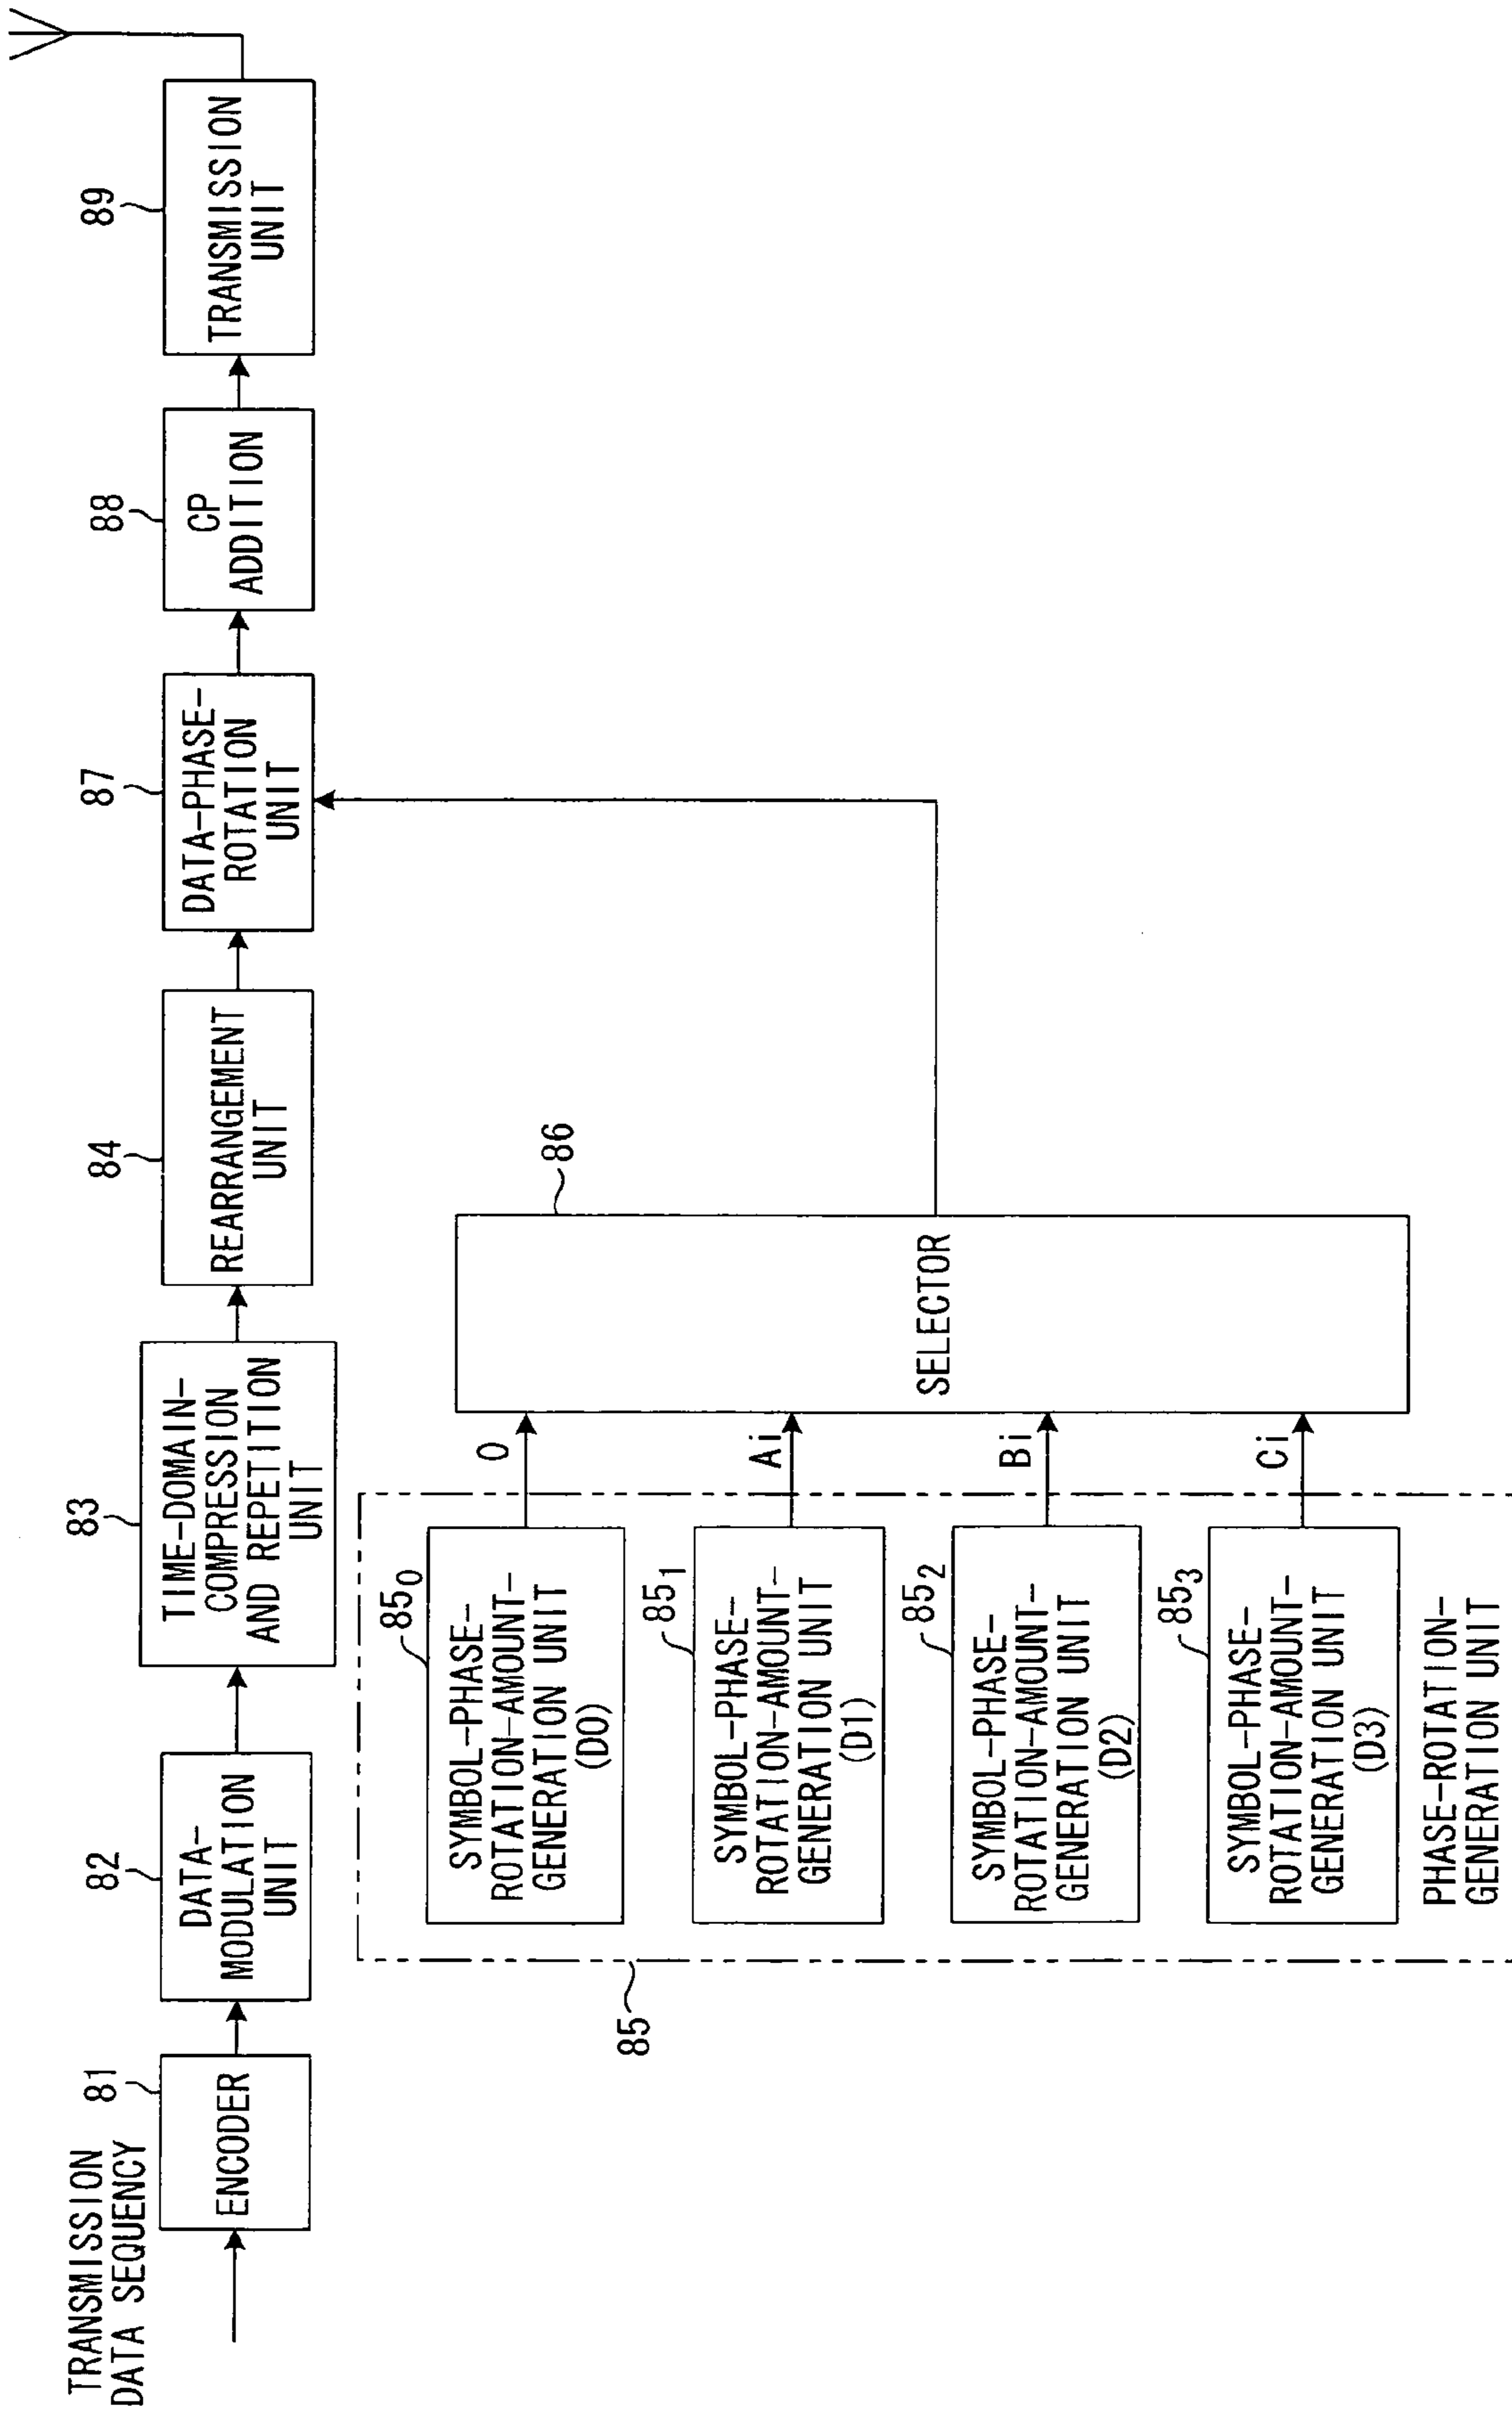 TRANSMISSION
DATA SEQUENCY
81
ENCODER
82
DATA-
MODULATION
UNIT
83
TIME-DOMAIN-
COMPRESSION
AND REPETITION
UNIT
84
REARRANGEMENT
UNIT
87
DATA-PHASE-
ROTATION
UNIT
88
CP
ADDITION
89
TRANSMISSION
UNIT
85
85₀
SYMBOL-PHASE-
ROTATION-AMOUNT-
GENERATION UNIT
(D0)
0
85₁
SYMBOL-PHASE-
ROTATION-AMOUNT-
GENERATION UNIT
(D1)
Ai
85₂
SYMBOL-PHASE-
ROTATION-AMOUNT-
GENERATION UNIT
(D2)
Bi
85₃
SYMBOL-PHASE-
ROTATION-AMOUNT-
GENERATION UNIT
(D3)
Ci
PHASE-ROTATION-
GENERATION UNIT
86
SELECTOR